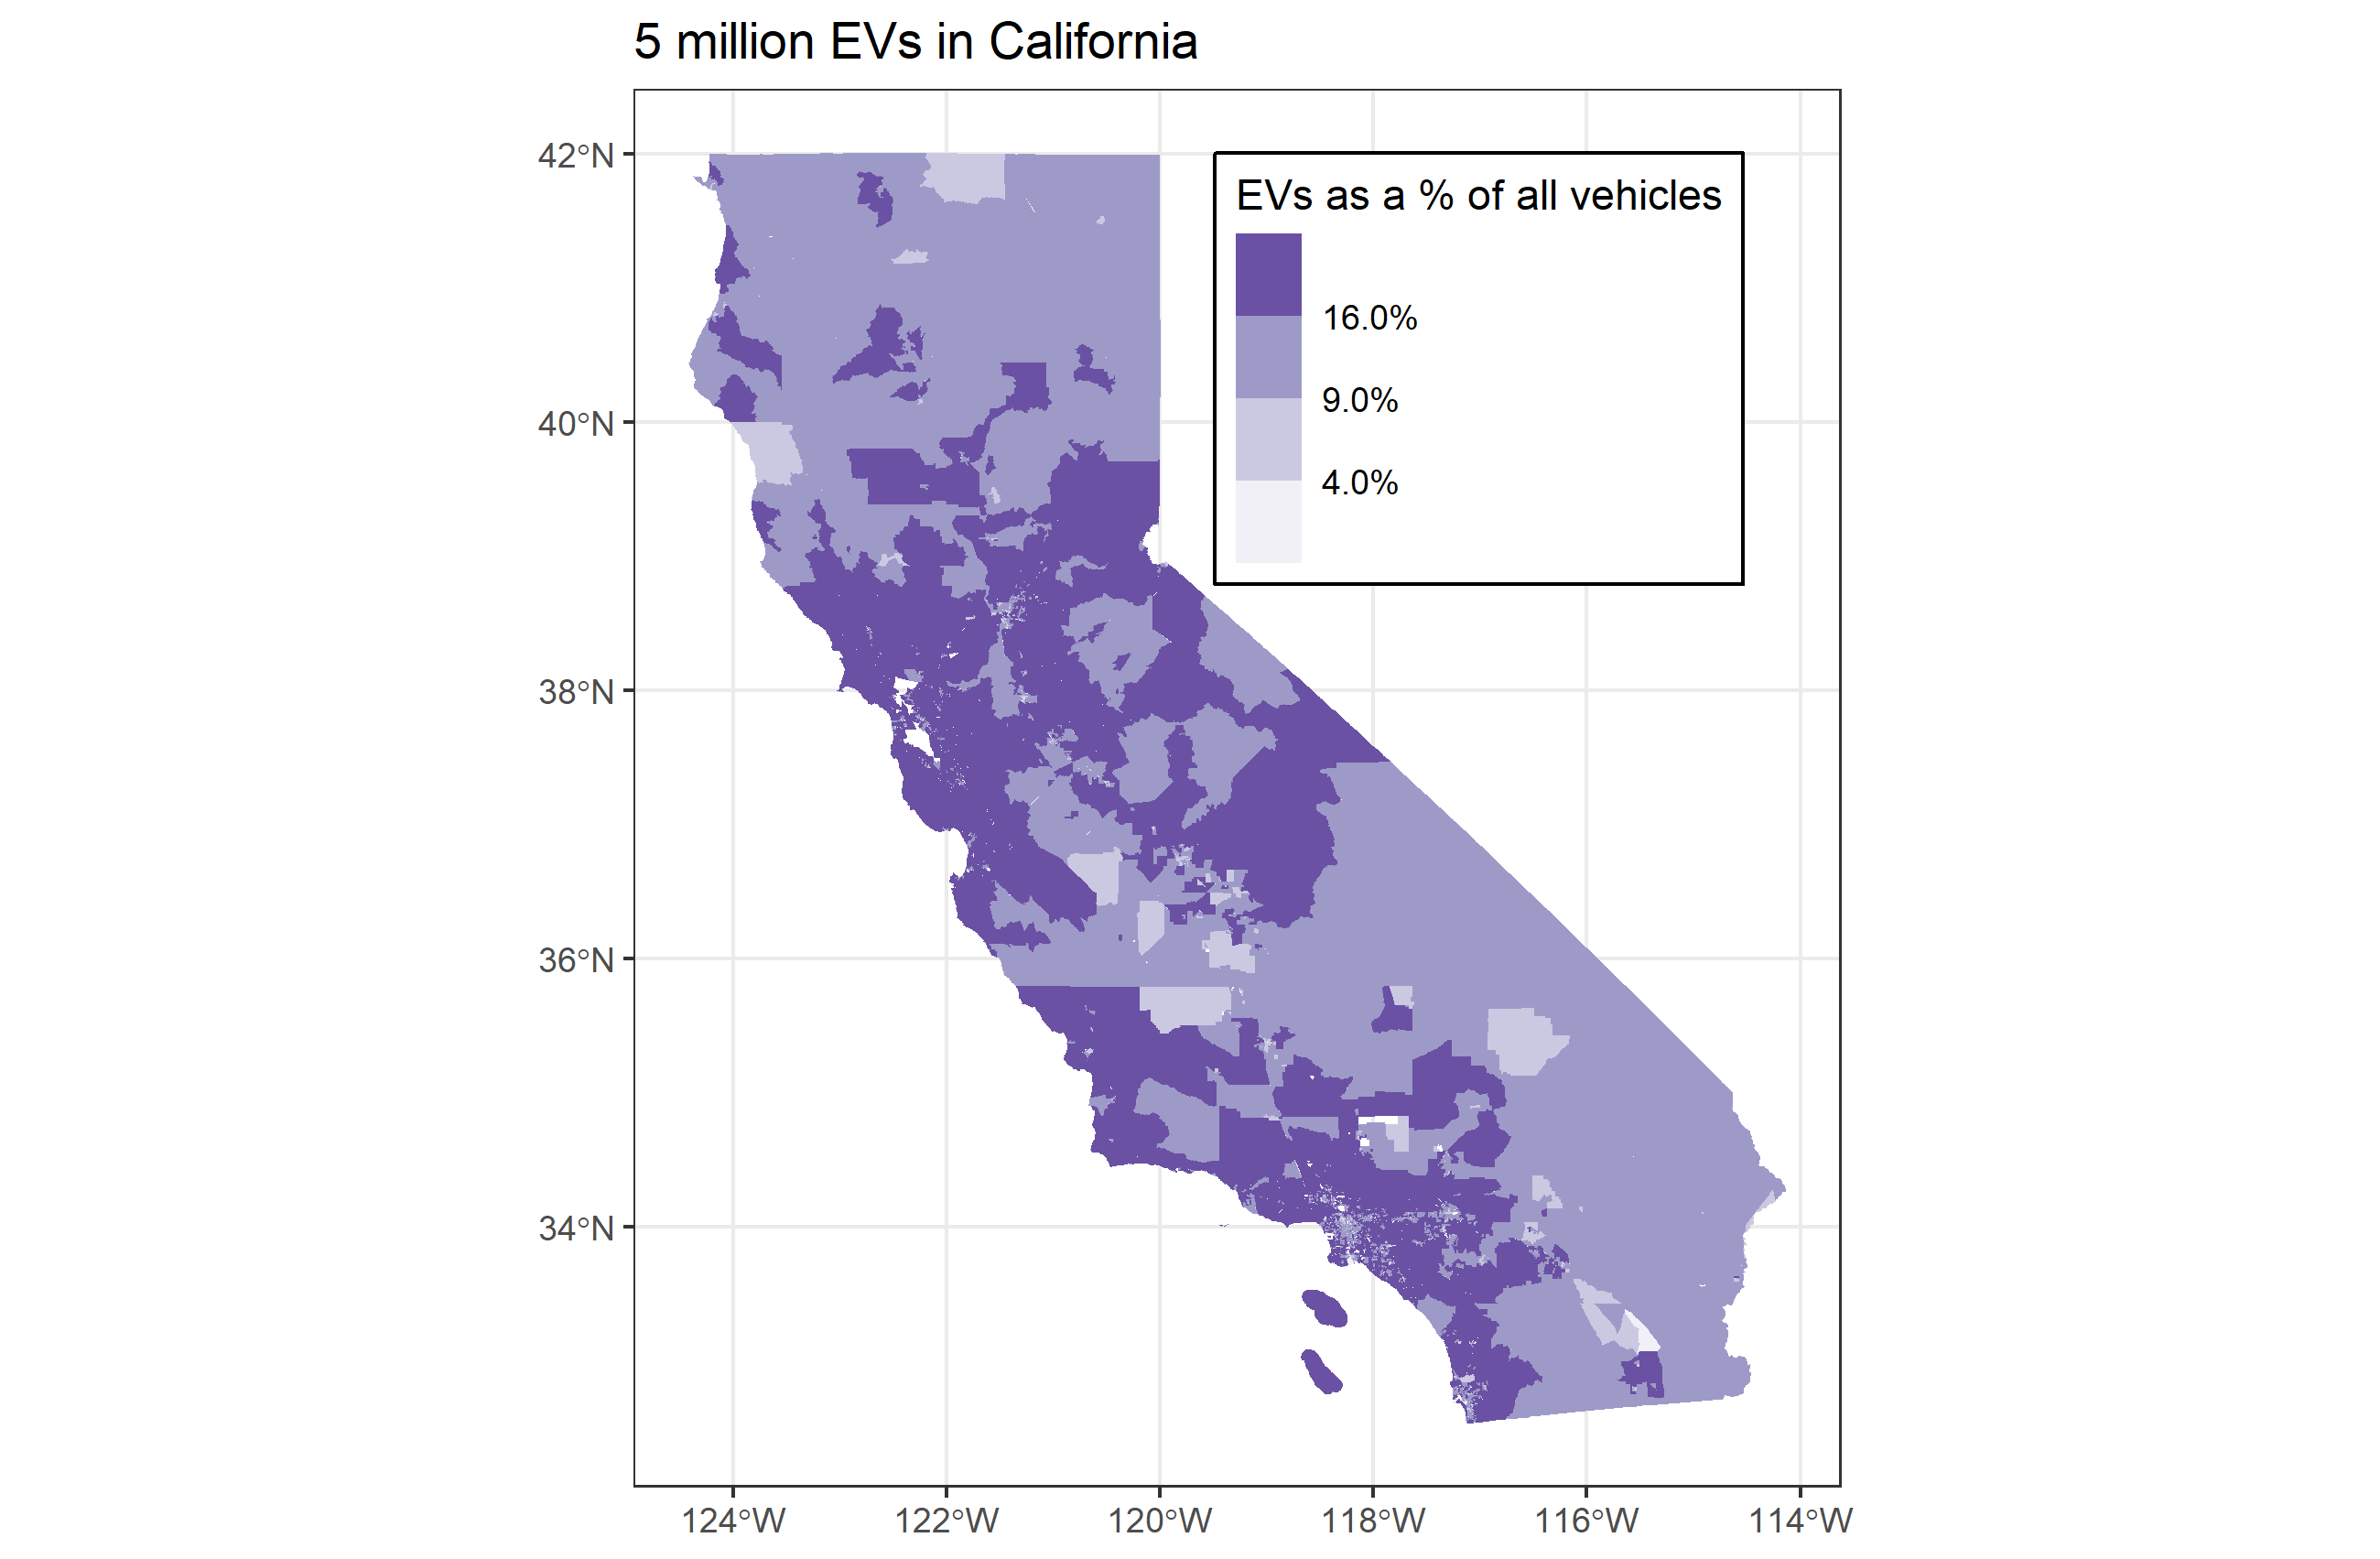 5 million EVs in California
EVs as a % of all vehicles
16.0%
9.0%
4.0%
42°N
40°N
38°N
36°N
34°N
124°W 122°W 120°W 118°W 116°W 114°W